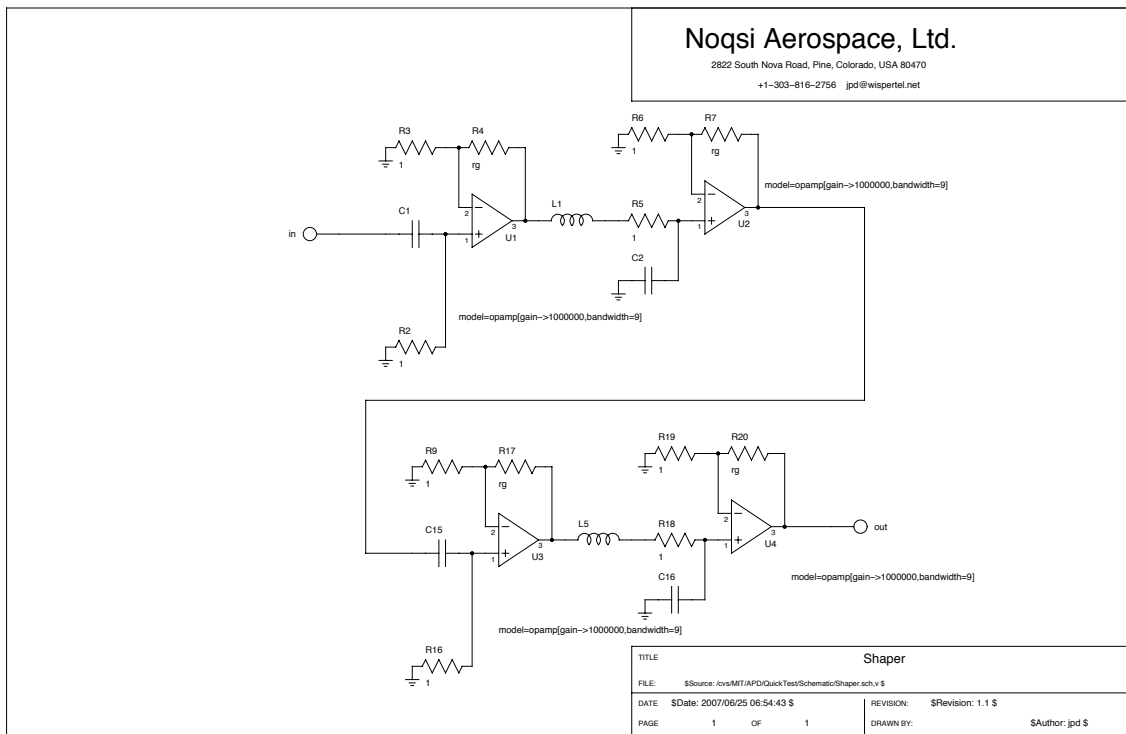 Noqsi Aerospace, Ltd.
2822 South Nova Road, Pine, Colorado, USA 80470
+1−303−816−2756 jpd@wispertel.net
R3
1
R4
rg
R6
1
R7
rg
model=opamp[gain−>1000000,bandwidth=9]
2
3
1
U1
C1
in
L1
R5
1
2
3
1
U2
C2
model=opamp[gain−>1000000,bandwidth=9]
R2
1
R9
1
R17
rg
R19
1
R20
rg
C15
2
3
1
U3
L5
R18
1
2
3
1
U4
out
C16
model=opamp[gain−>1000000,bandwidth=9]
model=opamp[gain−>1000000,bandwidth=9]
R16
1
TITLE Shaper
FILE: $Source: /cvs/MIT/APD/QuickTest/Schematic/Shaper.sch,v $
DATE $Date: 2007/06/25 06:54:43 $ REVISION: $Revision: 1.1 $
PAGE 1 OF 1 DRAWN BY: $Author: jpd $